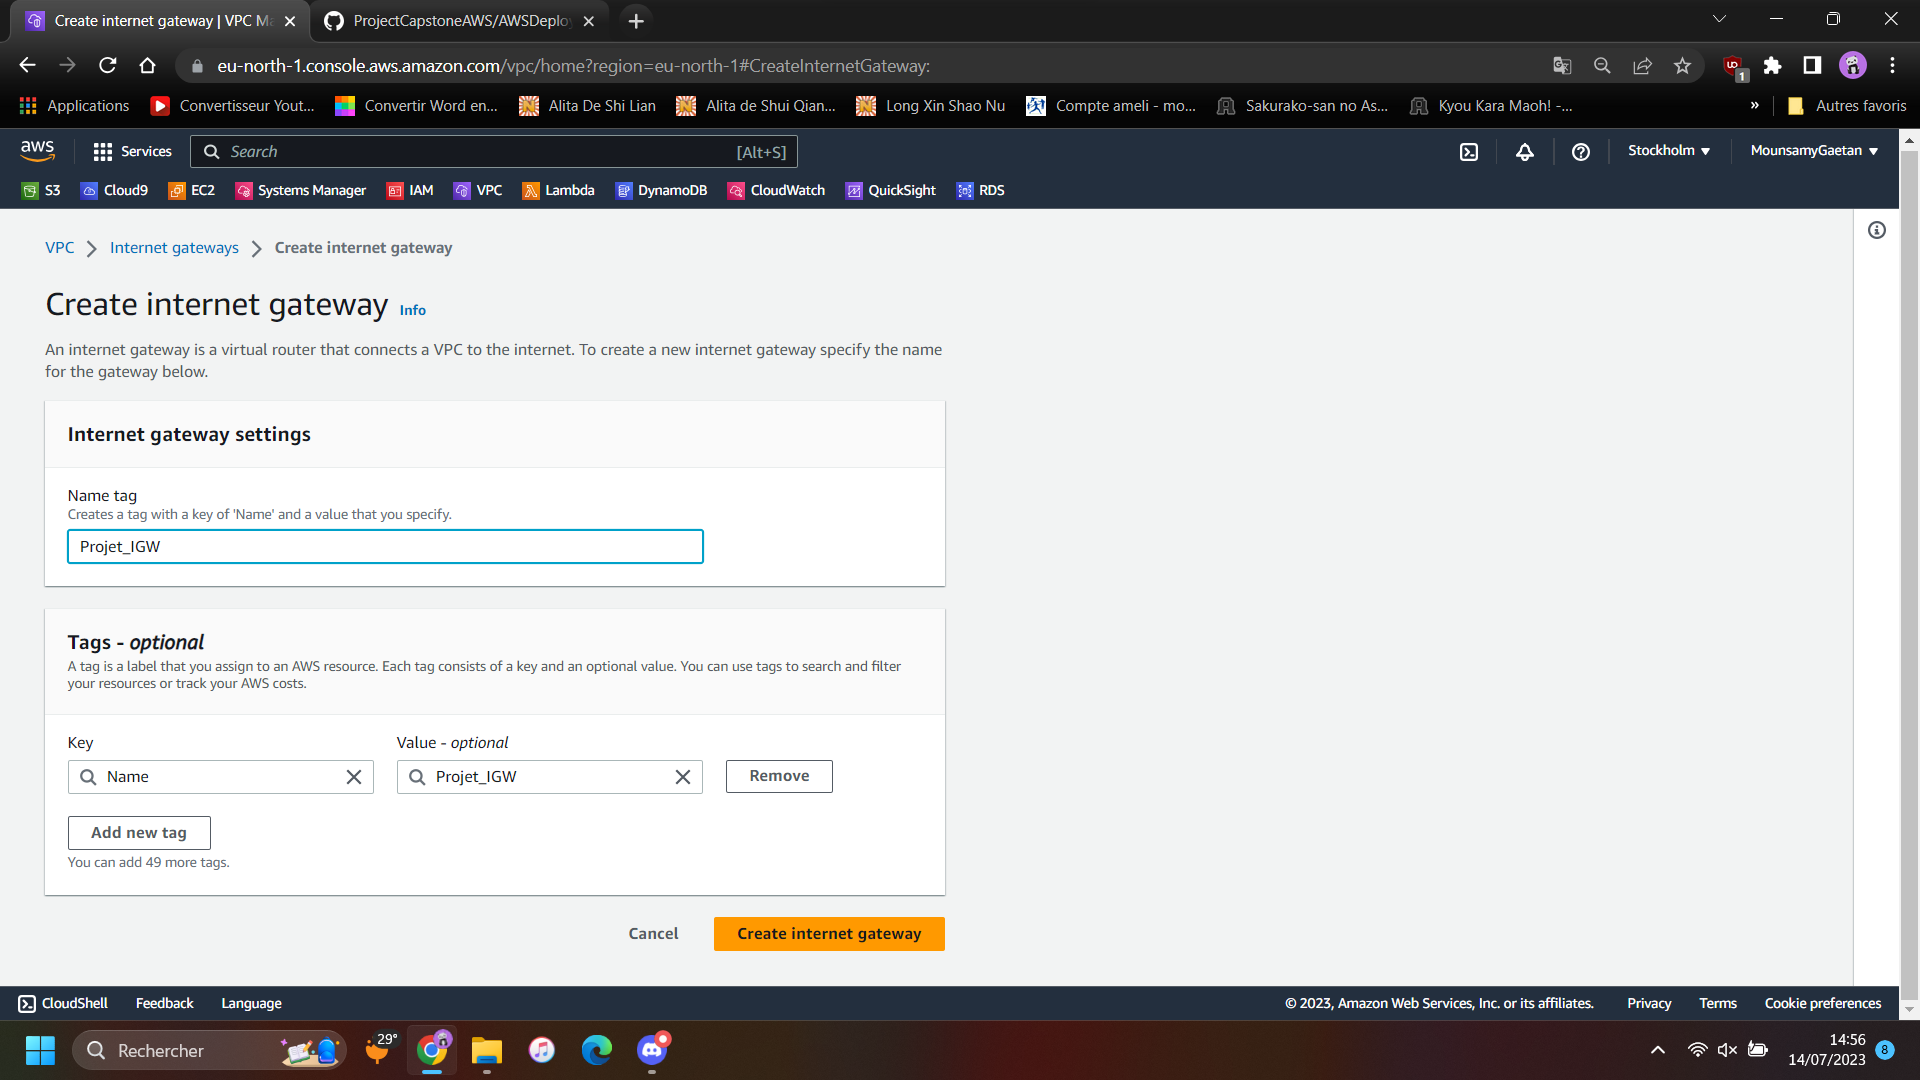 Create internet gateway | VPC Ma
ProjectCapstoneAWS/AWSDeploy
eu-north-1.console.aws.amazon.com/vpc/home?region=eu-north-1#CreateInternetGateway:
1
Applications
Convertisseur Yout...
Convertir Word en...
Alita De Shi Lian
Alita de Shui Qian...
Long Xin Shao Nu
Compte ameli - mo...
Sakurako-san no As...
Kyou Kara Maoh! -...
»
Autres favoris
aws
Services
Search
[Alt+S]
Stockholm
MounsamyGaetan
S3
Cloud9
EC2
Systems Manager
IAM
VPC
Lambda
DynamoDB
CloudWatch
QuickSight
RDS
VPC
Internet gateways
Create internet gateway
Create internet gateway
Info
An internet gateway is a virtual router that connects a VPC to the internet. To create a new internet gateway specify the name
for the gateway below.
Internet gateway settings
Name tag
Creates a tag with a key of 'Name' and a value that you specify.
Projet_IGW
Tags - optional
A tag is a label that you assign to an AWS resource. Each tag consists of a key and an optional value. You can use tags to search and filter
your resources or track your AWS costs.
Key
Value - optional
Name
Projet_IGW
Remove
Add new tag
You can add 49 more tags.
Cancel
Create internet gateway
CloudShell
Feedback
Language
© 2023, Amazon Web Services, Inc. or its affiliates.
Privacy
Terms
Cookie preferences
Rechercher
29°
14:56
14/07/2023
8